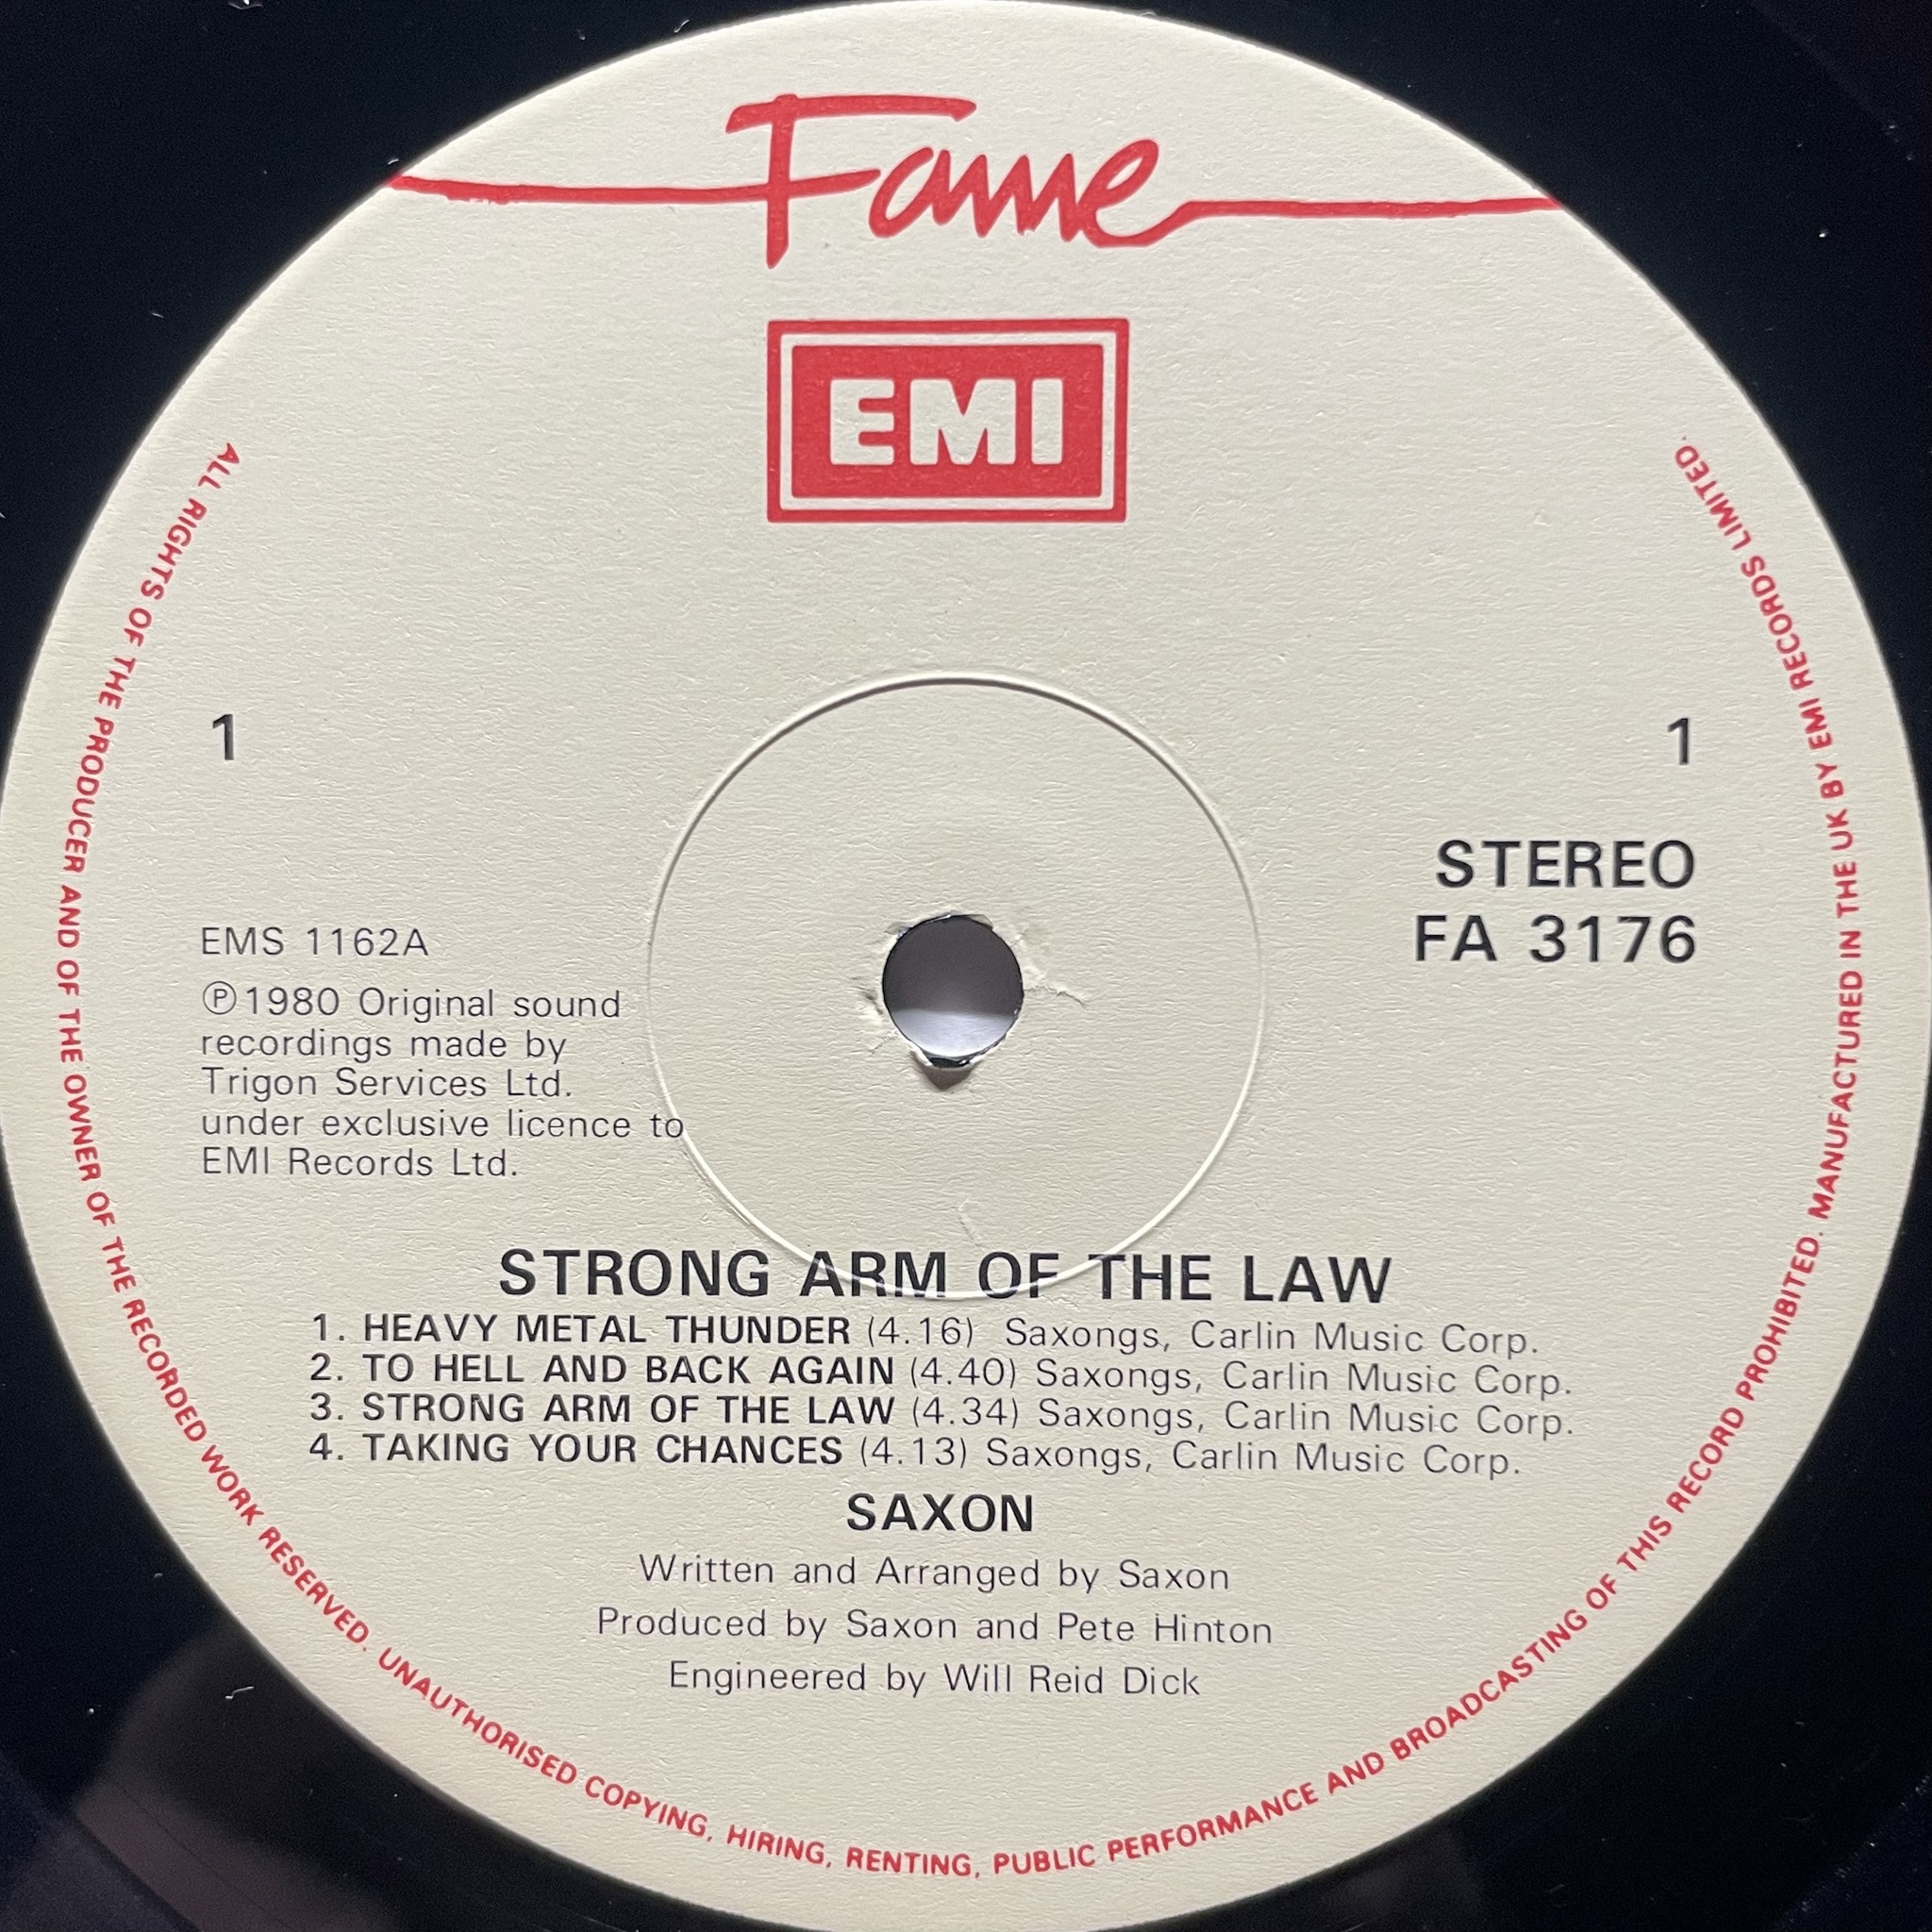 Fame
EMI
1
1
STEREO
FA 3176
EMS 1162A
Ⓟ1980 Original sound
recordings made by
Trigon Services Ltd.
under exclusive licence to
EMI Records Ltd.
STRONG ARM OF THE LAW
1. HEAVY METAL THUNDER (4.16) Saxongs, Carlin Music Corp.
2. TO HELL AND BACK AGAIN (4.40) Saxongs, Carlin Music Corp.
3. STRONG ARM OF THE LAW (4.34) Saxongs, Carlin Music Corp.
4. TAKING YOUR CHANCES (4.13) Saxongs, Carlin Music Corp.
SAXON
Written and Arranged by Saxon
Produced by Saxon and Pete Hinton
Engineered by Will Reid Dick
ALL RIGHTS OF THE PRODUCER AND OF THE OWNER OF THE RECORDED WORK RESERVED. UNAUTHORISED COPYING, HIRING, RENTING, PUBLIC PERFORMANCE AND BROADCASTING OF THIS RECORD PROHIBITED. MANUFACTURED IN THE UK BY EMI RECORDS LIMITED.